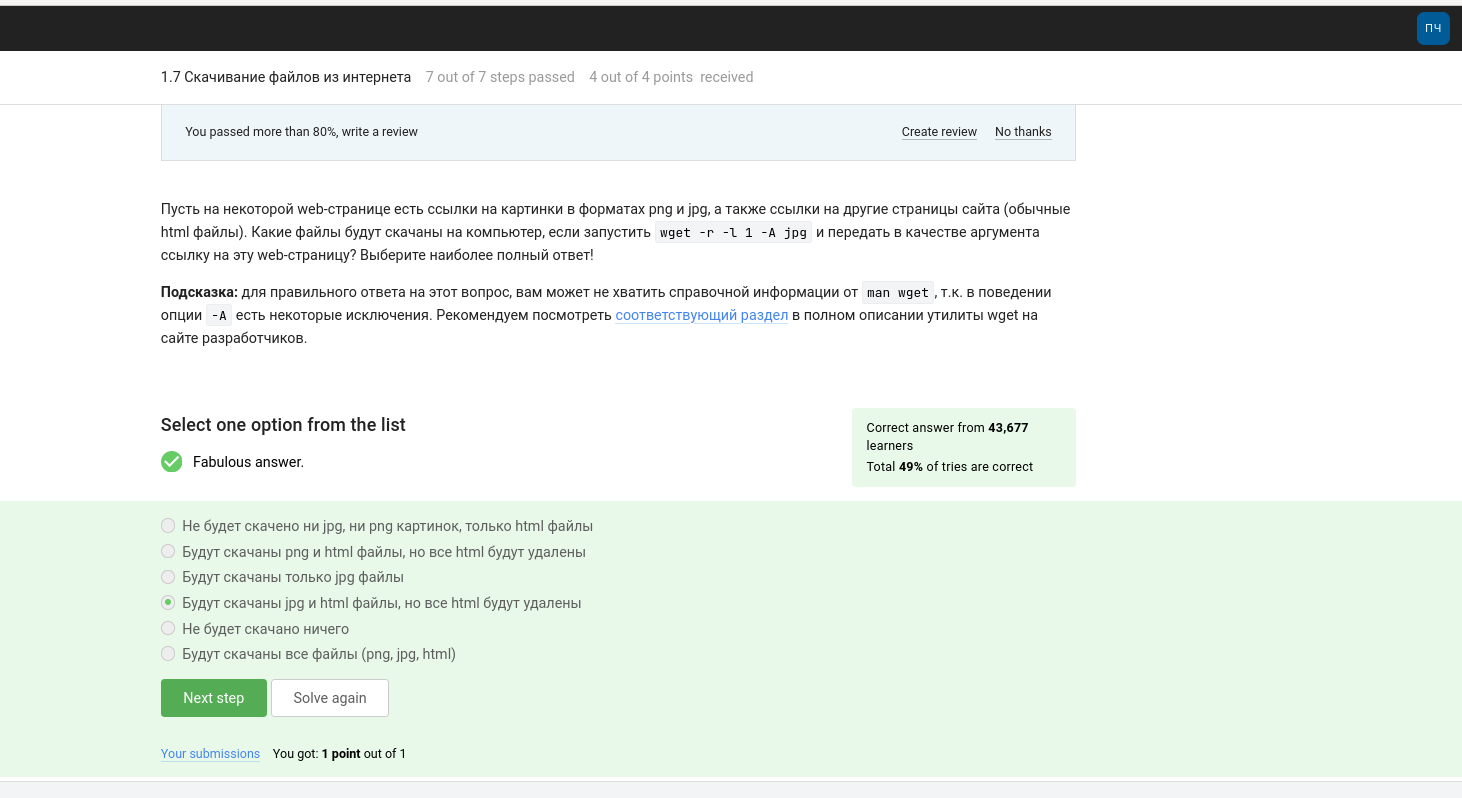 ПЧ
1.7 Скачивание файлов из интернета 7 out of 7 steps passed 4 out of 4 points received
You passed more than 80%, write a review Create review No thanks
Пусть на некоторой web-странице есть ссылки на картинки в форматах png и jpg, а также ссылки на другие страницы сайта (обычные
html файлы). Какие файлы будут скачаны на компьютер, если запустить wget -r -l 1 -A jpg и передать в качестве аргумента
ссылку на эту web-страницу? Выберите наиболее полный ответ!
Подсказка: для правильного ответа на этот вопрос, вам может не хватить справочной информации от man wget, т.к. в поведении
опции -A есть некоторые исключения. Рекомендуем посмотреть соответствующий раздел в полном описании утилиты wget на
сайте разработчиков.
Select one option from the list
Fabulous answer.
Correct answer from 43,677
learners
Total 49% of tries are correct
Не будет скачено ни jpg, ни png картинок, только html файлы
Будут скачаны png и html файлы, но все html будут удалены
Будут скачаны только jpg файлы
Будут скачаны jpg и html файлы, но все html будут удалены
Не будет скачано ничего
Будут скачаны все файлы (png, jpg, html)
Next step Solve again
Your submissions You got: 1 point out of 1